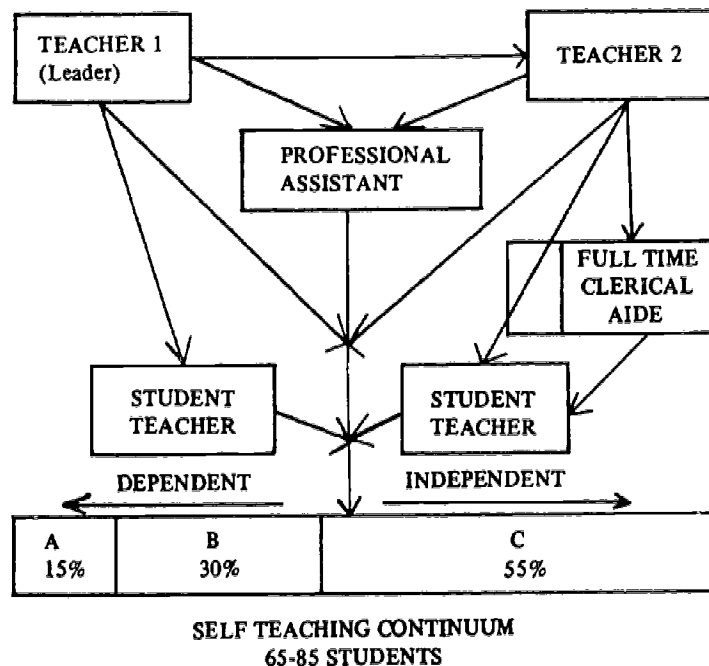 TEACHER 1
(Leader)
TEACHER 2
PROFESSIONAL
ASSISTANT
FULL TIME
CLERICAL
AIDE
STUDENT
TEACHER
STUDENT
TEACHER
DEPENDENT
INDEPENDENT
A
15%
B
30%
C
55%
SELF TEACHING CONTINUUM
65-85 STUDENTS